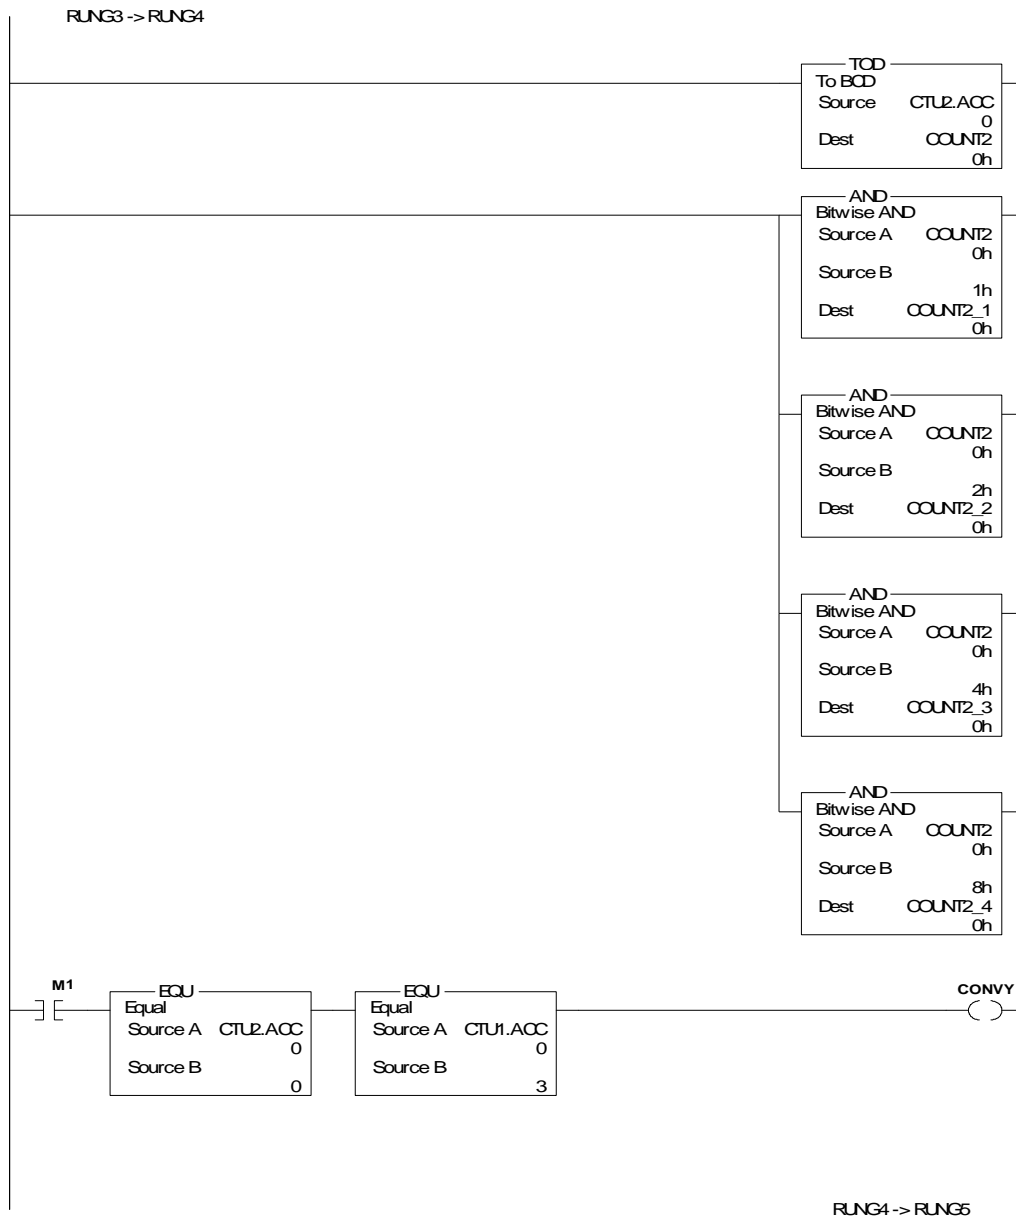 RUNG3 -> RUNG4
TOD
To BCD
Source CTU2.ACC
0
Dest COUNT2
0h
AND
Bitwise AND
Source A COUNT2
0h
Source B
1h
Dest COUNT2_1
0h
AND
Bitwise AND
Source A COUNT2
0h
Source B
2h
Dest COUNT2_2
0h
AND
Bitwise AND
Source A COUNT2
0h
Source B
4h
Dest COUNT2_3
0h
AND
Bitwise AND
Source A COUNT2
0h
Source B
8h
Dest COUNT2_4
0h
M1
EQU
Equal
Source A CTU2.ACC
0
Source B
0
EQU
Equal
Source A CTU1.ACC
0
Source B
3
CONVY
RUNG4 -> RUNG5